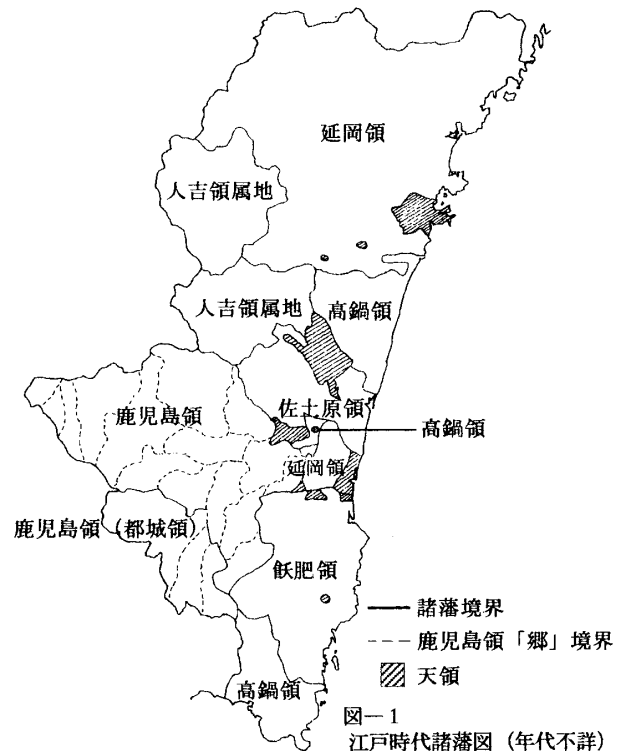 延岡領
人吉領属地
人吉領属地
高鍋領
佐土原領
鹿児島領
高鍋領
延岡領
鹿児島領(都城領)
飫肥領
諸藩境界
鹿児島領「郷」境界
天領
高鍋領
図―1
江戸時代諸藩図(年代不詳)